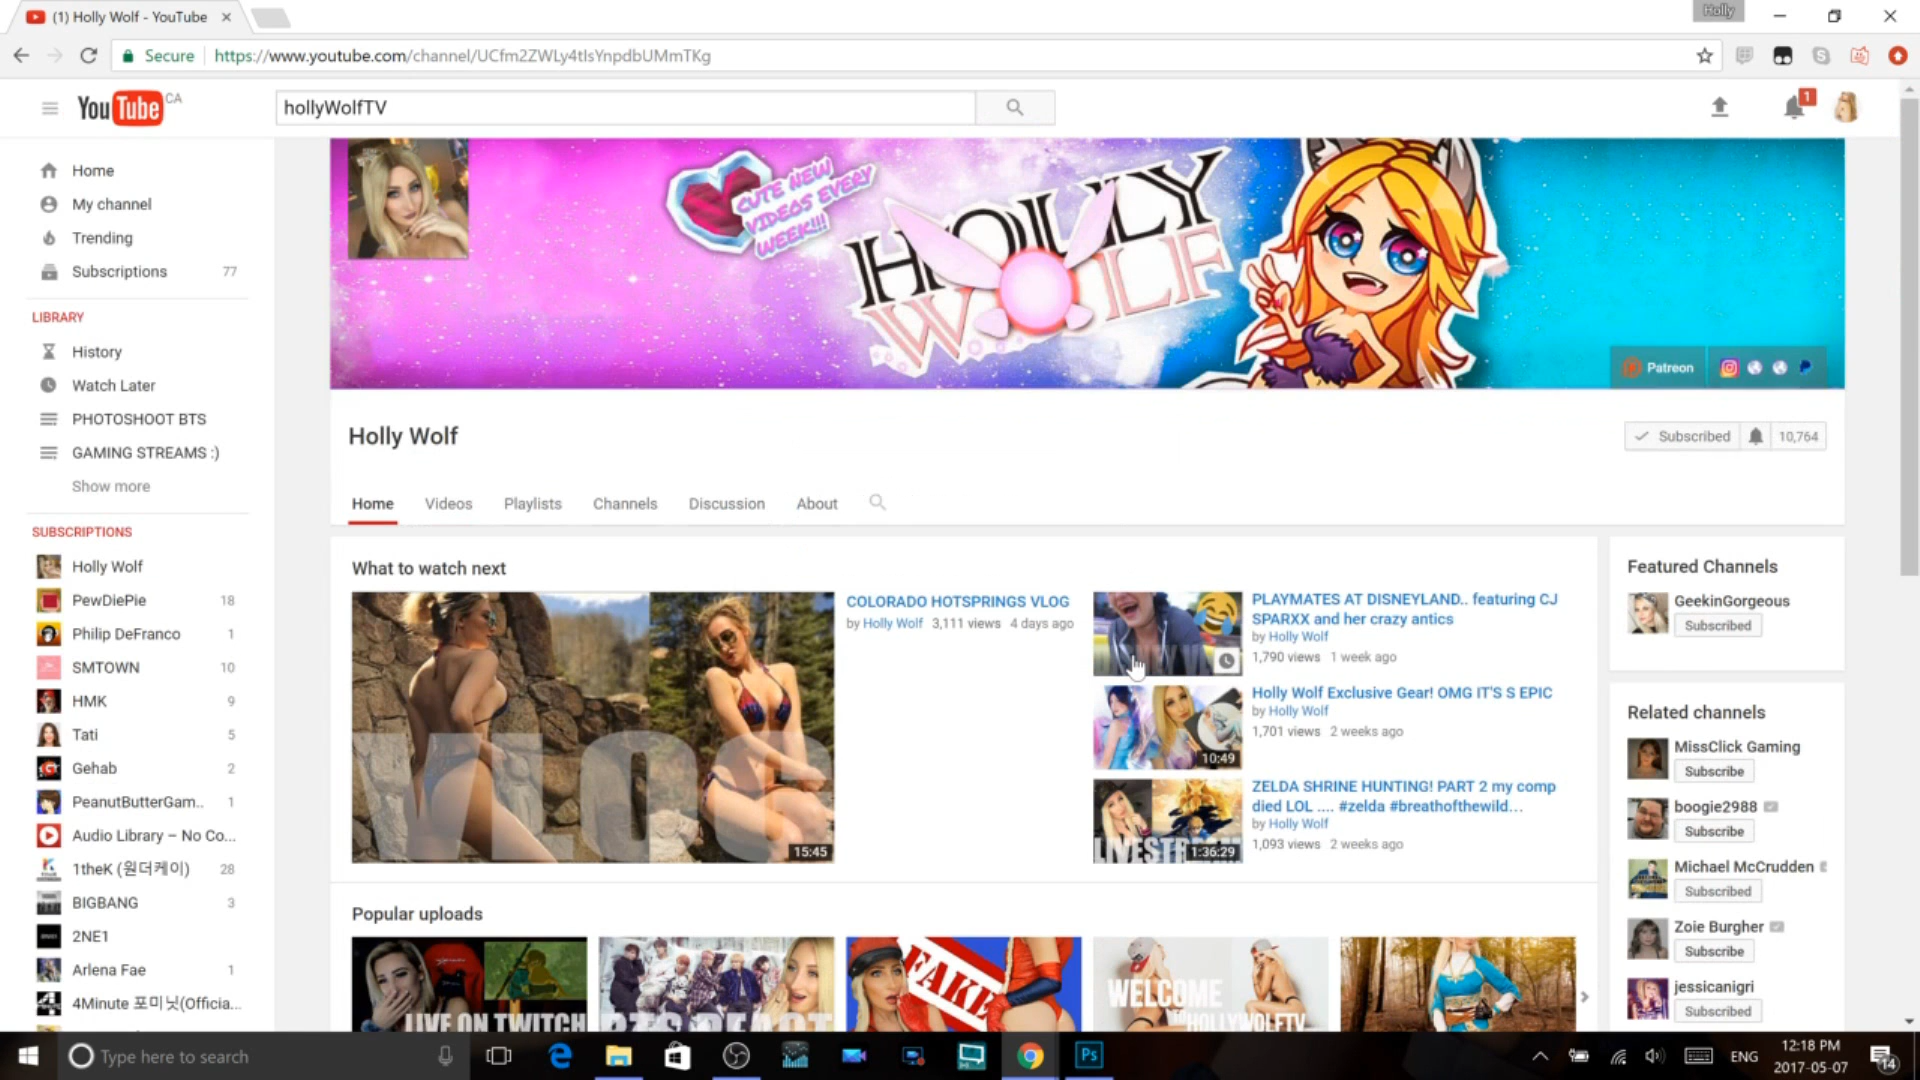 (1) Holly Wolf - YouTube
Holly
Secure
https://www.youtube.com/channel/UCfm2ZWLy4tIsYnpdbUMmTKg
YouTube CA
hollyWolfTV
1
Home
My channel
Trending
Subscriptions 77
LIBRARY
History
Watch Later
PHOTOSHOOT BTS
GAMING STREAMS :)
Show more
SUBSCRIPTIONS
Holly Wolf
PewDiePie 18
Philip DeFranco 1
SMTOWN 10
HMK 9
Tati 5
Gehab 2
PeanutButterGam.. 1
Audio Library – No Co...
1theK (원더케이) 28
BIGBANG 3
2NE1
Arlena Fae 1
4Minute 포미닛(Officia...
CUTE NEW
VIDEOS EVERY
WEEK!!!
HOLLY
WOLF
Patreon
Holly Wolf
Subscribed 10,764
Home Videos Playlists Channels Discussion About
What to watch next
VLOG
15:45
COLORADO HOTSPRINGS VLOG
by Holly Wolf 3,111 views 4 days ago
PLAYMATES AT DISNEYLAND.. featuring CJ
SPARXX and her crazy antics
by Holly Wolf
1,790 views 1 week ago
10:49
Holly Wolf Exclusive Gear! OMG IT'S S EPIC
by Holly Wolf
1,701 views 2 weeks ago
LIVESTREAM
1:36:29
ZELDA SHRINE HUNTING! PART 2 my comp
died LOL .... #zelda #breathofthewild...
by Holly Wolf
1,093 views 2 weeks ago
Popular uploads
LIVE ON TWITCH
BTS REACT
FAKE
WELCOME
TO HOLLYWOLFTV
Featured Channels
GeekinGorgeous
Subscribed
Related channels
MissClick Gaming
Subscribe
boogie2988
Subscribe
Michael McCrudden
Subscribed
Zoie Burgher
Subscribe
jessicanigri
Subscribed
Type here to search
Ps
ENG
12:18 PM
2017-05-07
14